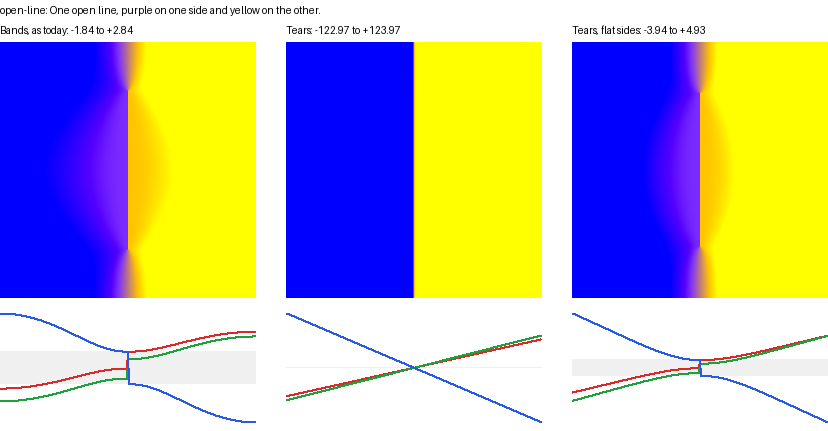 open-line: One open line, purple on one side and yellow on the other.
Bands, as today: -1.84 to +2.84
Tears: -122.97 to +123.97
Tears, flat sides: -3.94 to +4.93